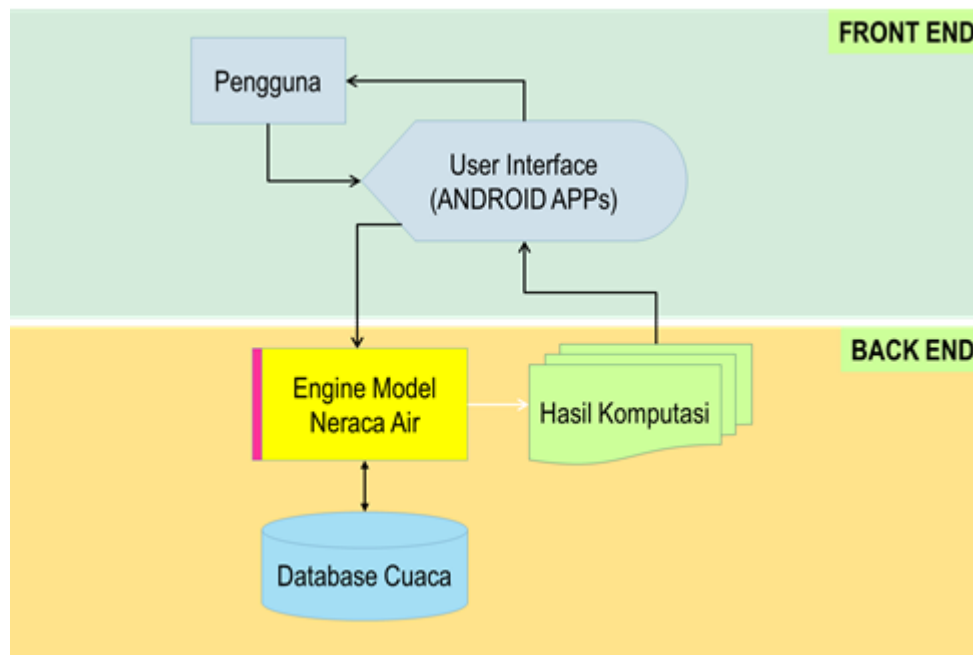 FRONT END
Pengguna
User Interface
(ANDROID APPs)
BACK END
Engine Model
Neraca Air
Hasil Komputasi
Database Cuaca